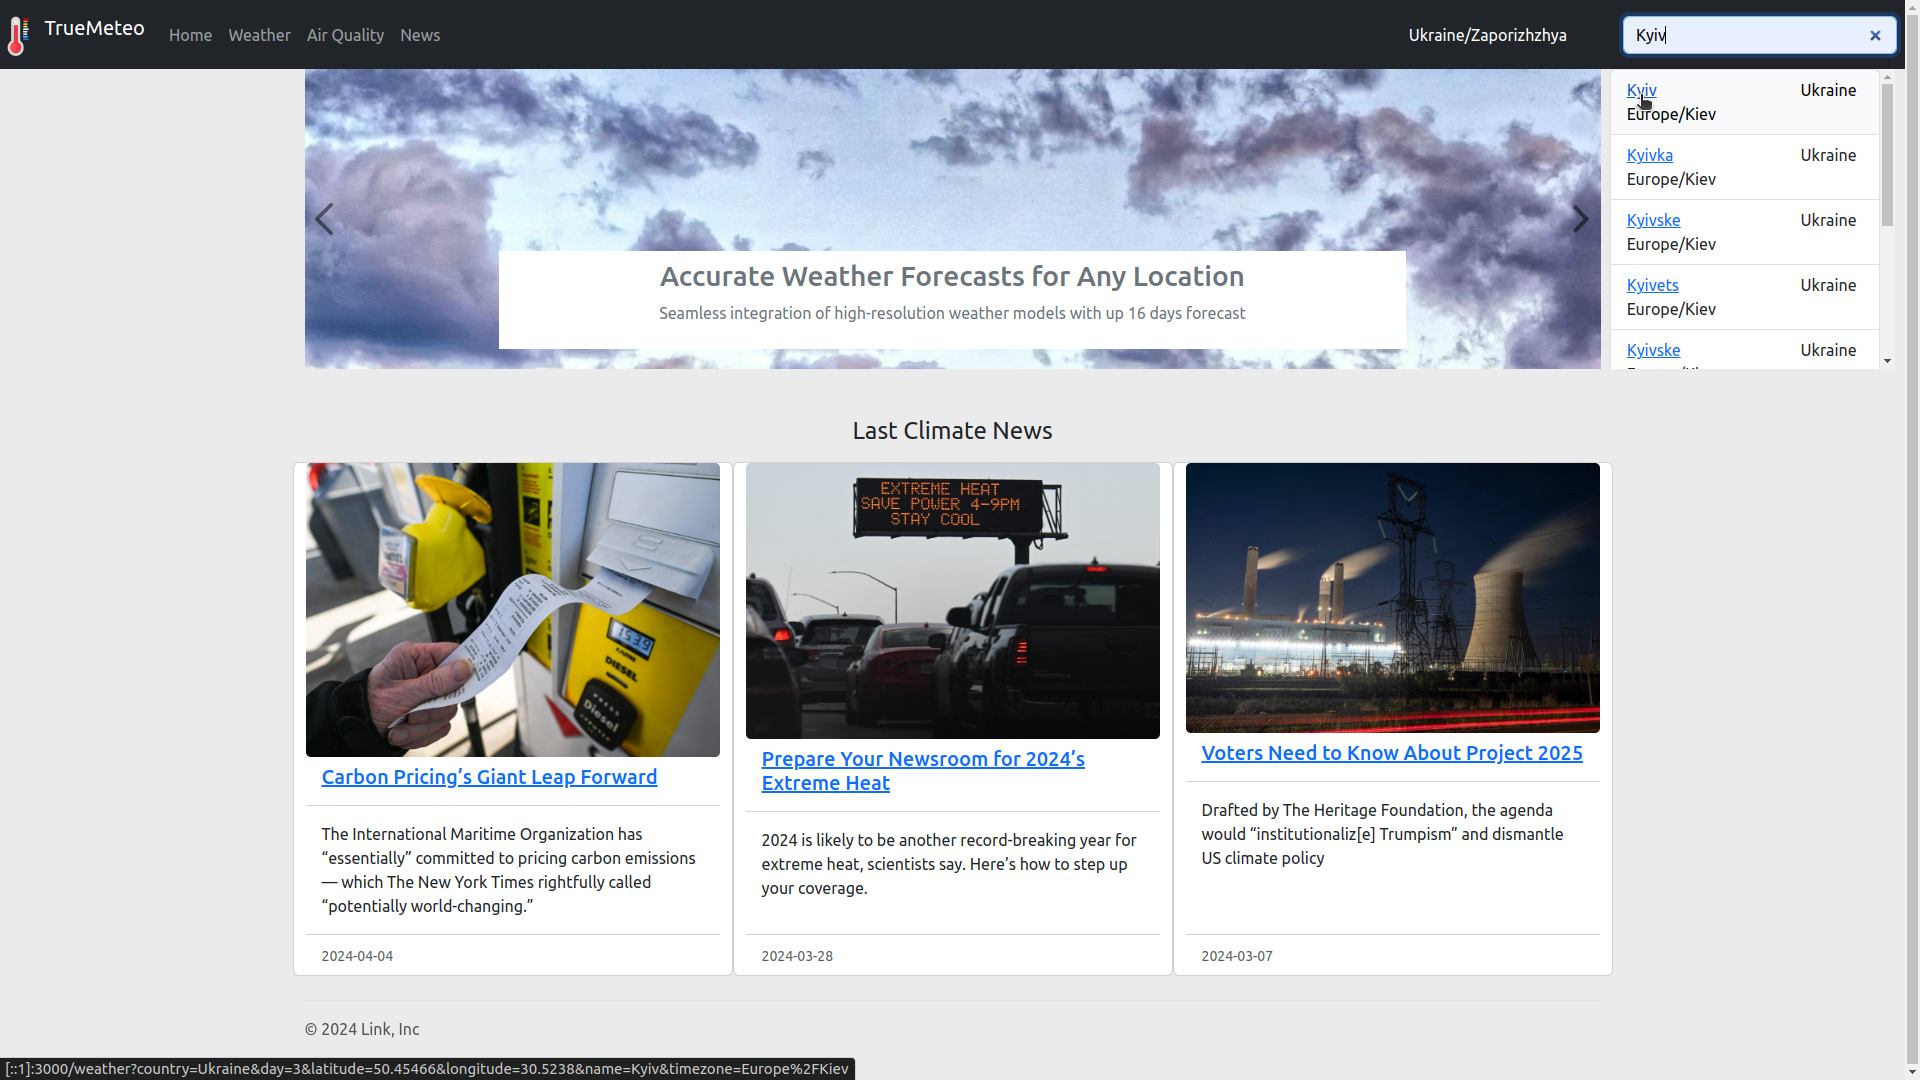 TrueMeteo
Home Weather Air Quality News
Ukraine/Zaporizhzhya
Kyiv
Kyiv Ukraine
Europe/Kiev
Kyivka Ukraine
Europe/Kiev
Kyivske Ukraine
Europe/Kiev
Kyivets Ukraine
Europe/Kiev
Kyivske Ukraine
Accurate Weather Forecasts for Any Location
Seamless integration of high-resolution weather models with up 16 days forecast
Last Climate News
1539
DIESEL
Diesel
Carbon Pricing’s Giant Leap Forward
The International Maritime Organization has
“essentially” committed to pricing carbon emissions
— which The New York Times rightfully called
“potentially world-changing.”
2024-04-04
EXTREME HEAT
SAVE POWER 4-9PM
STAY COOL
Prepare Your Newsroom for 2024’s
Extreme Heat
2024 is likely to be another record-breaking year for
extreme heat, scientists say. Here’s how to step up
your coverage.
2024-03-28
Voters Need to Know About Project 2025
Drafted by The Heritage Foundation, the agenda
would “institutionaliz[e] Trumpism” and dismantle
US climate policy
2024-03-07
© 2024 Link, Inc
[::1]:3000/weather?country=Ukraine&day=3&latitude=50.45466&longitude=30.5238&name=Kyiv&timezone=Europe%2FKiev